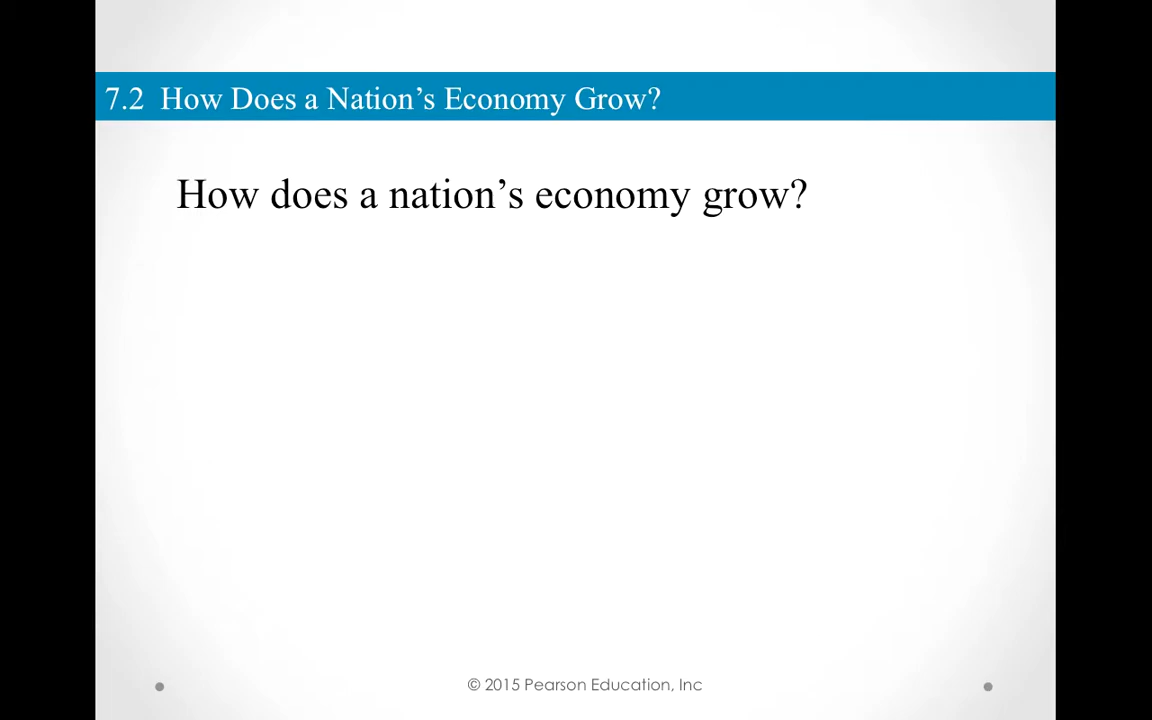 7.2 How Does a Nation’s Economy Grow?
How does a nation’s economy grow?
© 2015 Pearson Education, Inc